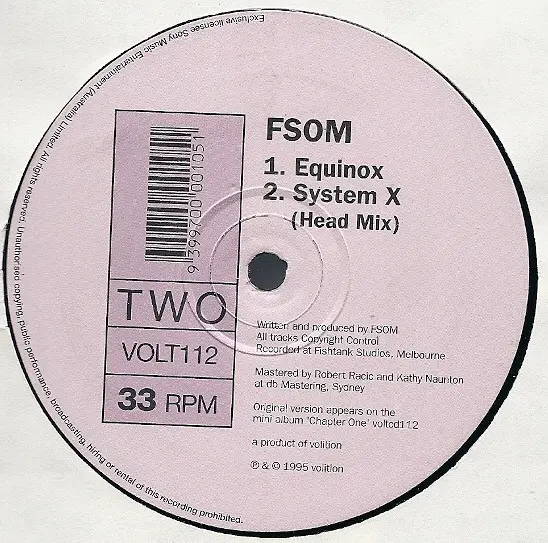 Exclusive licensee Sony Music Entertainment (Australia) Limited. All rights reserved. Unauthorised copying, public performance, broadcasting, hiring or rental of this recording prohibited.
FSOM
1. Equinox
2. System X
(Head Mix)
9 399700 001051
TWO
VOLT112
33 RPM
Written and produced by FSOM
All tracks Copyright Control
Recorded at Fishtank Studios, Melbourne
Mastered by Robert Racic and Kathy Naunton
at db Mastering, Sydney
Original version appears on the
mini album 'Chapter One' voltcd112
a product of volition
℗ & © 1995 volition